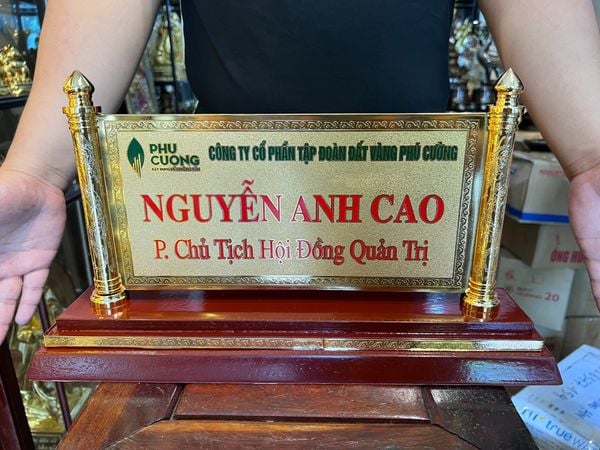 PHU CUONG
CÔNG TY CỔ PHẦN TẬP ĐOÀN ĐẤT VÀNG PHÚ CƯỜNG
NGUYỄN ANH CAO
P. Chủ Tịch Hội Đồng Quản Trị
20